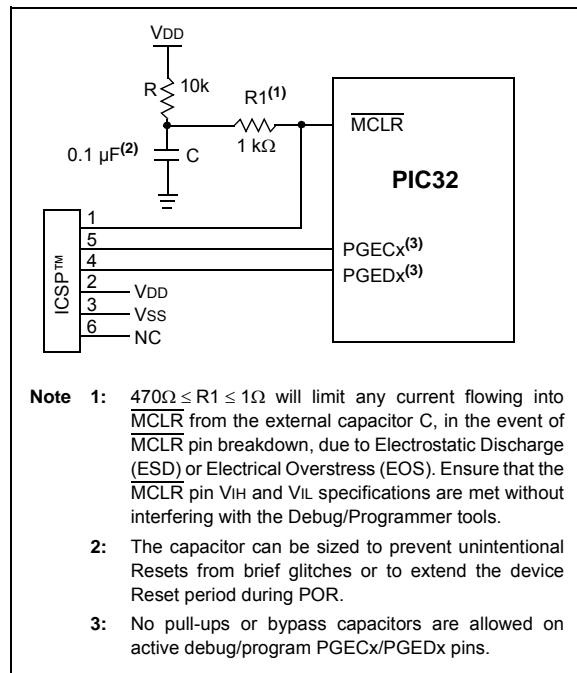 VDD
R 10k
R1(1)
0.1 µF(2) C
1 kΩ
MCLR
PIC32
1
5
4
2
3
6
ICSP™
PGECx(3)
PGEDx(3)
VDD
VSS
NC
Note 1: 470Ω ≤ R1 ≤ 1Ω will limit any current flowing into
MCLR from the external capacitor C, in the event of
MCLR pin breakdown, due to Electrostatic Discharge
(ESD) or Electrical Overstress (EOS). Ensure that the
MCLR pin VIH and VIL specifications are met without
interfering with the Debug/Programmer tools.
2: The capacitor can be sized to prevent unintentional
Resets from brief glitches or to extend the device
Reset period during POR.
3: No pull-ups or bypass capacitors are allowed on
active debug/program PGECx/PGEDx pins.